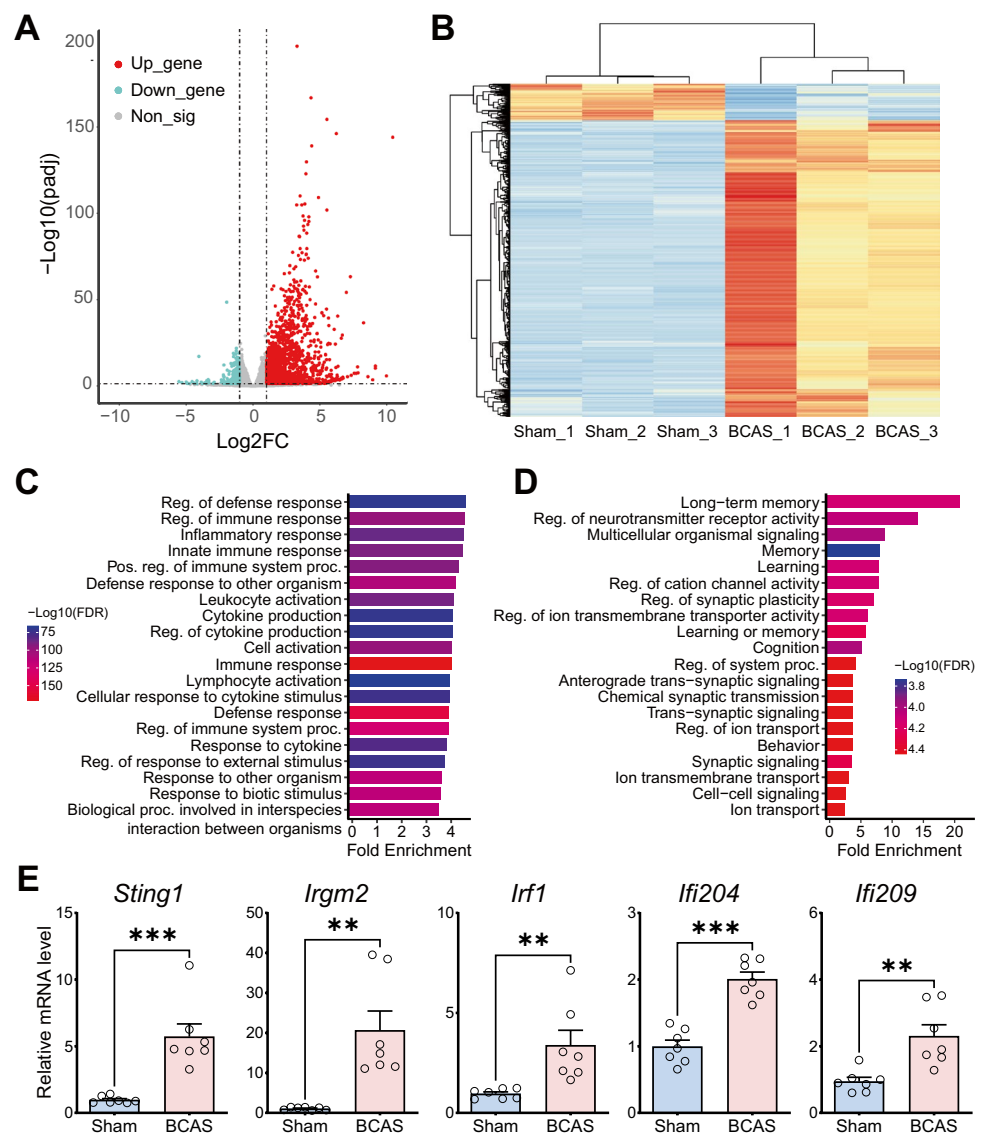 A
200
150
100
50
0
−Log10(padj)
Up_gene
Down_gene
Non_sig
−10 −5 0 5 10
Log2FC
B
Sham_1 Sham_2 Sham_3 BCAS_1 BCAS_2 BCAS_3
C
Reg. of defense response
Reg. of immune response
Inflammatory response
Innate immune response
Pos. reg. of immune system proc.
Defense response to other organism
Leukocyte activation
Cytokine production
Reg. of cytokine production
Cell activation
Immune response
Lymphocyte activation
Cellular response to cytokine stimulus
Defense response
Reg. of immune system proc.
Response to cytokine
Reg. of response to external stimulus
Response to other organism
Response to biotic stimulus
Biological proc. involved in interspecies
interaction between organisms
−Log10(FDR)
75
100
125
150
0 1 2 3 4
Fold Enrichment
D
Long−term memory
Reg. of neurotransmitter receptor activity
Multicellular organismal signaling
Memory
Learning
Reg. of cation channel activity
Reg. of synaptic plasticity
Reg. of ion transmembrane transporter activity
Learning or memory
Cognition
Reg. of system proc.
Anterograde trans−synaptic signaling
Chemical synaptic transmission
Trans−synaptic signaling
Reg. of ion transport
Behavior
Synaptic signaling
Ion transmembrane transport
Cell−cell signaling
Ion transport
−Log10(FDR)
3.8
4.0
4.2
4.4
0 5 10 15 20
Fold Enrichment
E
Relative mRNA level
Sting1
15
10
5
0
***
Sham BCAS
Irgm2
50
40
30
20
10
0
**
Sham BCAS
Irf1
10
5
0
**
Sham BCAS
Ifi204
3
2
1
0
***
Sham BCAS
Ifi209
6
4
2
0
**
Sham BCAS